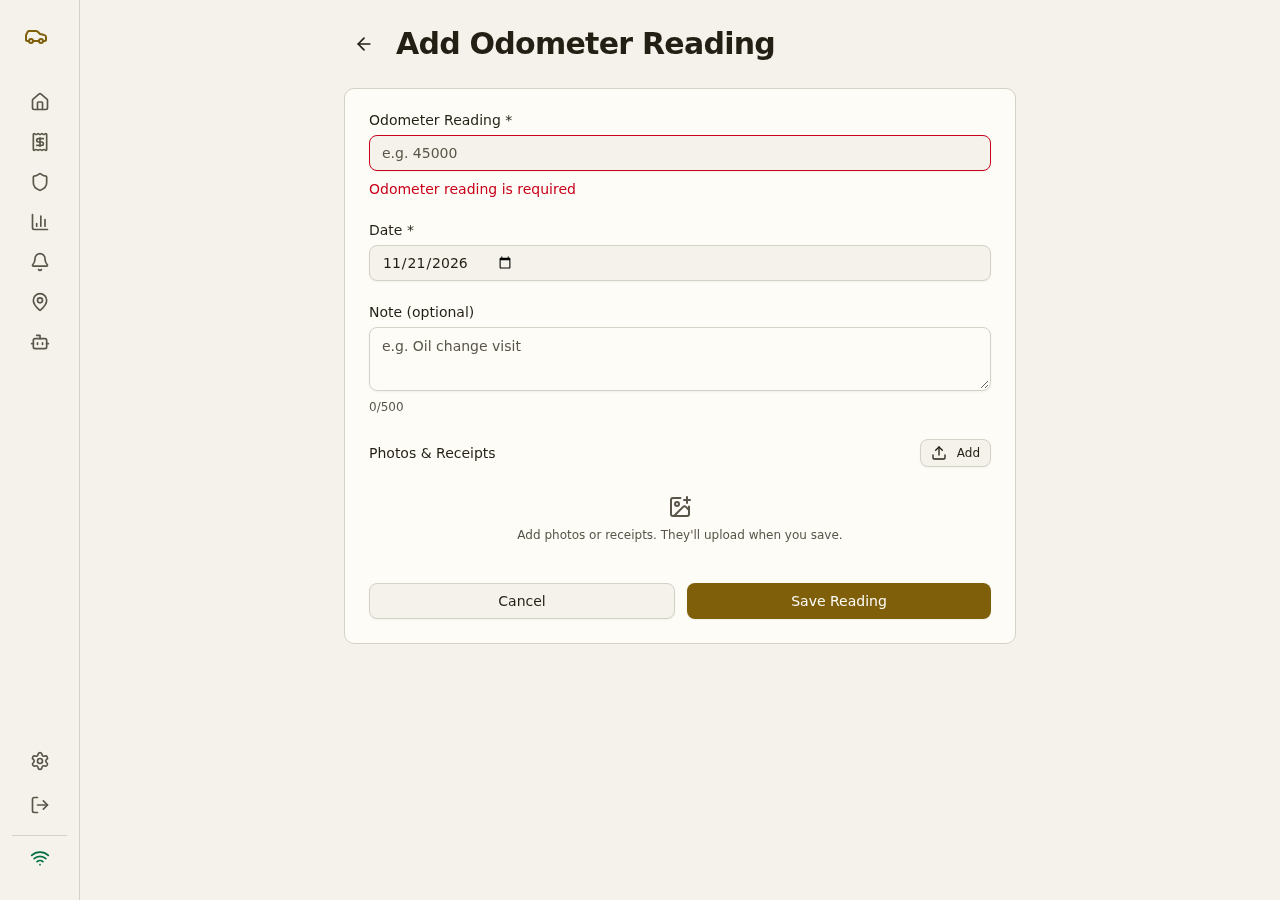 Add Odometer Reading
Odometer Reading *
e.g. 45000
Odometer reading is required
Date *
11/21/2026
Note (optional)
e.g. Oil change visit
0/500
Photos & Receipts
Add
Add photos or receipts. They'll upload when you save.
Cancel
Save Reading